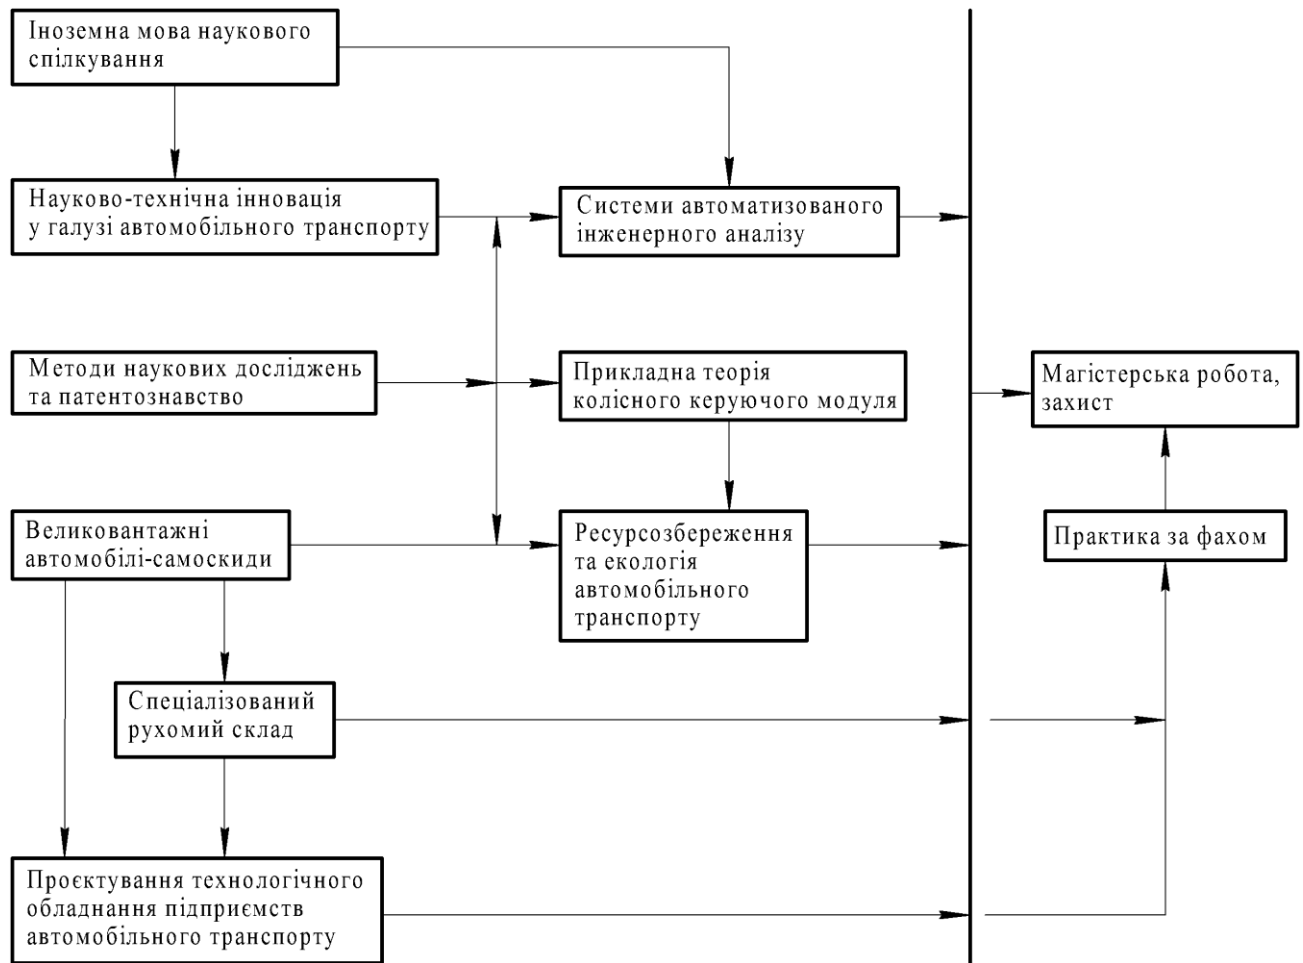 Іноземна мова наукового
спілкування
Науково-технічна інновація
у галузі автомобільного транспорту
Системи автоматизованого
інженерного аналізу
Методи наукових досліджень
та патентознавство
Прикладна теорія
колісного керуючого модуля
Магістерська робота,
захист
Великовантажні
автомобілі-самоскиди
Ресурсозбереження
та екологія
автомобільного
транспорту
Практика за фахом
Спеціалізований
рухомий склад
Проєктування технологічного
обладнання підприємств
автомобільного транспорту